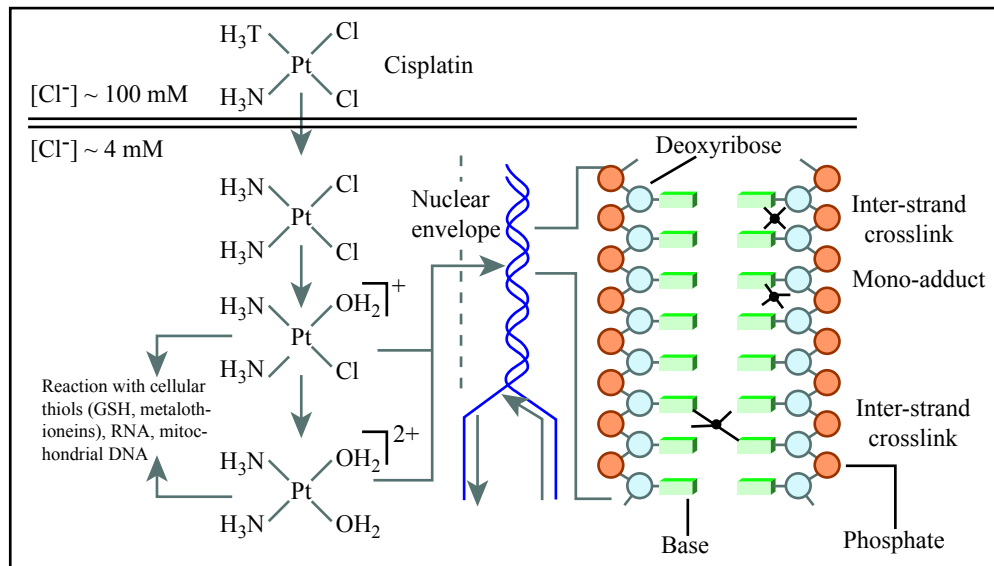 H₃T
Cl
Pt
Cisplatin
H₃N
Cl
[Cl⁻] ~ 100 mM
[Cl⁻] ~ 4 mM
H₃N
Cl
Pt
H₃N
Cl
H₃N
OH₂
+
Pt
H₃N
Cl
Reaction with cellular
thiols (GSH, metaloth-
ioneins), RNA, mitoc-
hondrial DNA
H₃N
OH₂
2+
Pt
H₃N
OH₂
Nuclear
envelope
Deoxyribose
Inter-strand
crosslink
Mono-adduct
Inter-strand
crosslink
Base
Phosphate